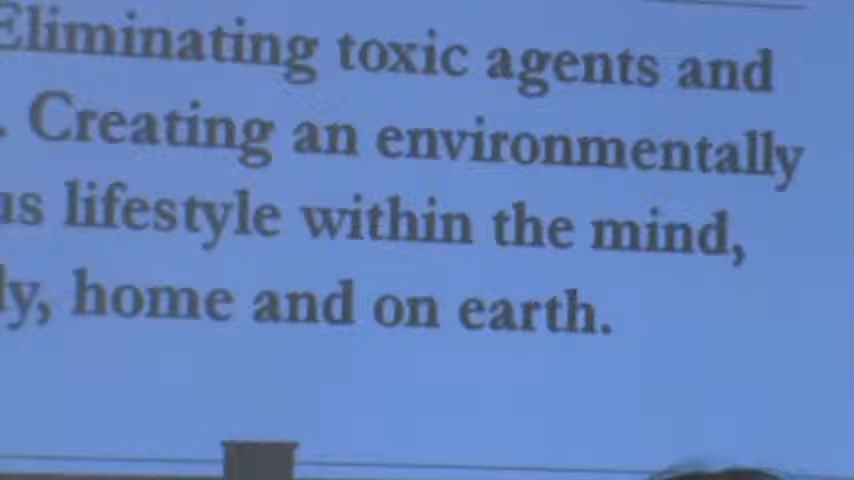 Eliminating toxic agents and
. Creating an environmentally
us lifestyle within the mind,
ly, home and on earth.